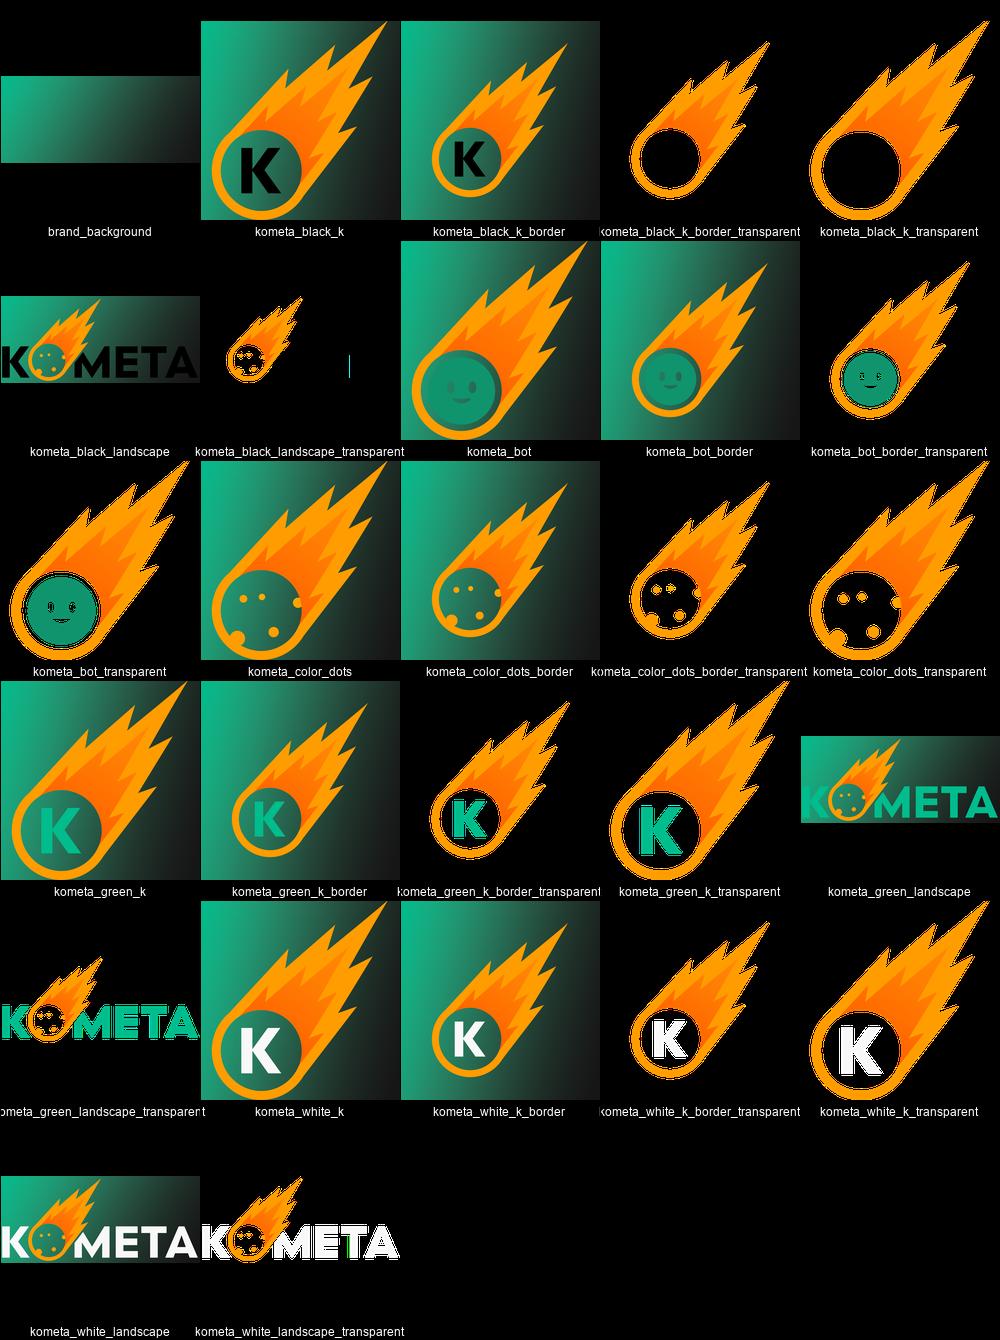 K
K
brand_background
kometa_black_k
kometa_black_k_border
kometa_black_k_border_transparent
kometa_black_k_transparent
KOMETA
kometa_black_landscape
kometa_black_landscape_transparent
kometa_bot
kometa_bot_border
kometa_bot_border_transparent
kometa_bot_transparent
kometa_color_dots
kometa_color_dots_border
kometa_color_dots_border_transparent
kometa_color_dots_transparent
K
K
K
K
KOMETA
kometa_green_k
kometa_green_k_border
kometa_green_k_border_transparent
kometa_green_k_transparent
kometa_green_landscape
KOMETA
K
K
K
K
ometa_green_landscape_transparent
kometa_white_k
kometa_white_k_border
kometa_white_k_border_transparent
kometa_white_k_transparent
KOMETA
KOMETA
kometa_white_landscape
kometa_white_landscape_transparent